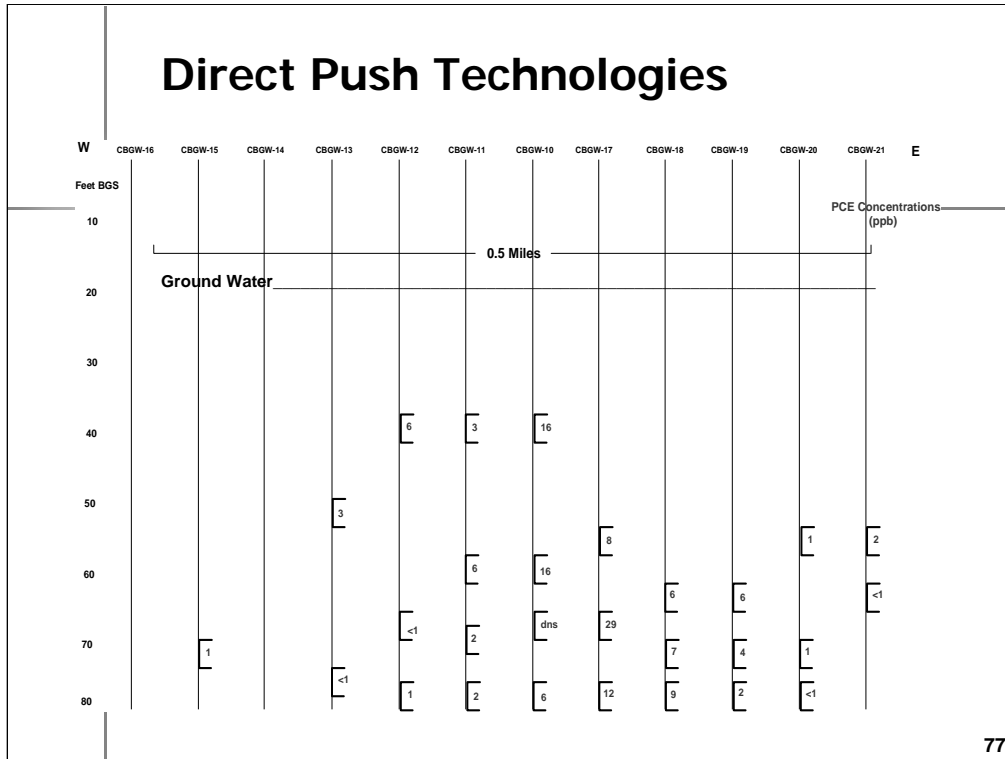 Direct Push Technologies
W CBGW-16 CBGW-15 CBGW-14 CBGW-13 CBGW-12 CBGW-11 CBGW-10 CBGW-17 CBGW-18 CBGW-19 CBGW-20 CBGW-21 E
Feet BGS
PCE Concentrations
(ppb)
10
0.5 Miles
Ground Water
20
30
40 6 3 16
50
3
8 1 2
60 6 16
6 6 <1
<1 2 dns 29
70 1 7 4 1
<1
80 1 2 6 12 9 2 <1
77